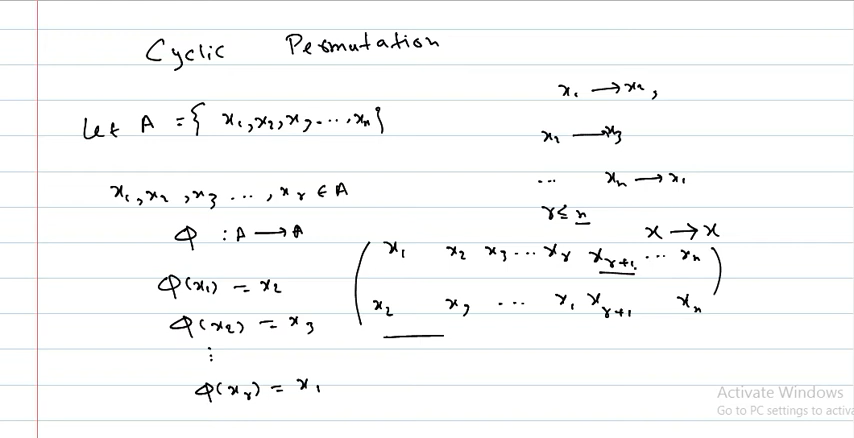 Cyclic Permutation
x₁ → x₂,
Let A = { x₁, x₂, x₃ ..., xₙ}
x₂ → x₃
... xₙ → x₁
x₁, x₂, x₃ ..., xᵣ ∈ A
r ≤ n
x → x
φ : A → A
( x₁ x₂ x₃ ... xᵣ xᵣ₊₁ ... xₙ )
φ(x₁) = x₂
x₂ x₃ ... x₁ xᵣ₊₁ xₙ
φ(x₂) = x₃
⋮
φ(xᵣ) = x₁
Activate Windows
Go to PC settings to activa